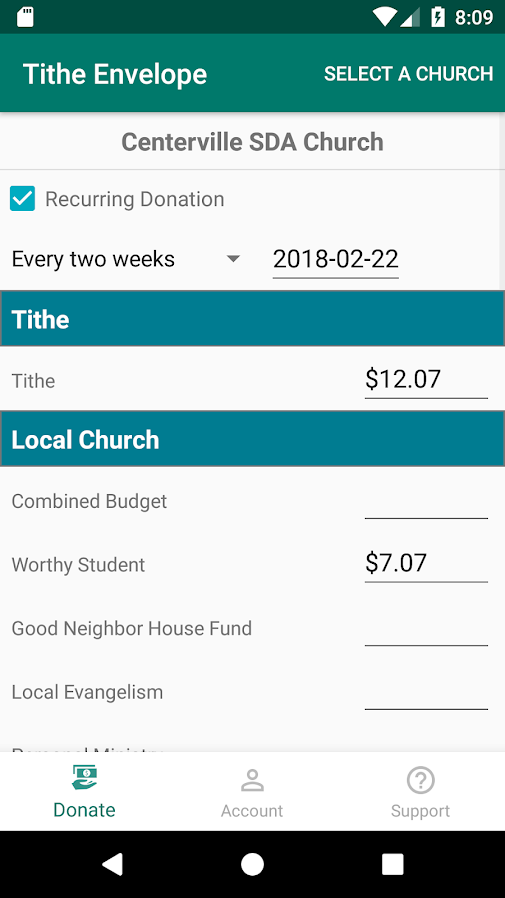 8:09
Tithe Envelope SELECT A CHURCH
Centerville SDA Church
Recurring Donation
Every two weeks 2018-02-22
Tithe
Tithe $12.07
Local Church
Combined Budget
Worthy Student $7.07
Good Neighbor House Fund
Local Evangelism
Donate Account Support